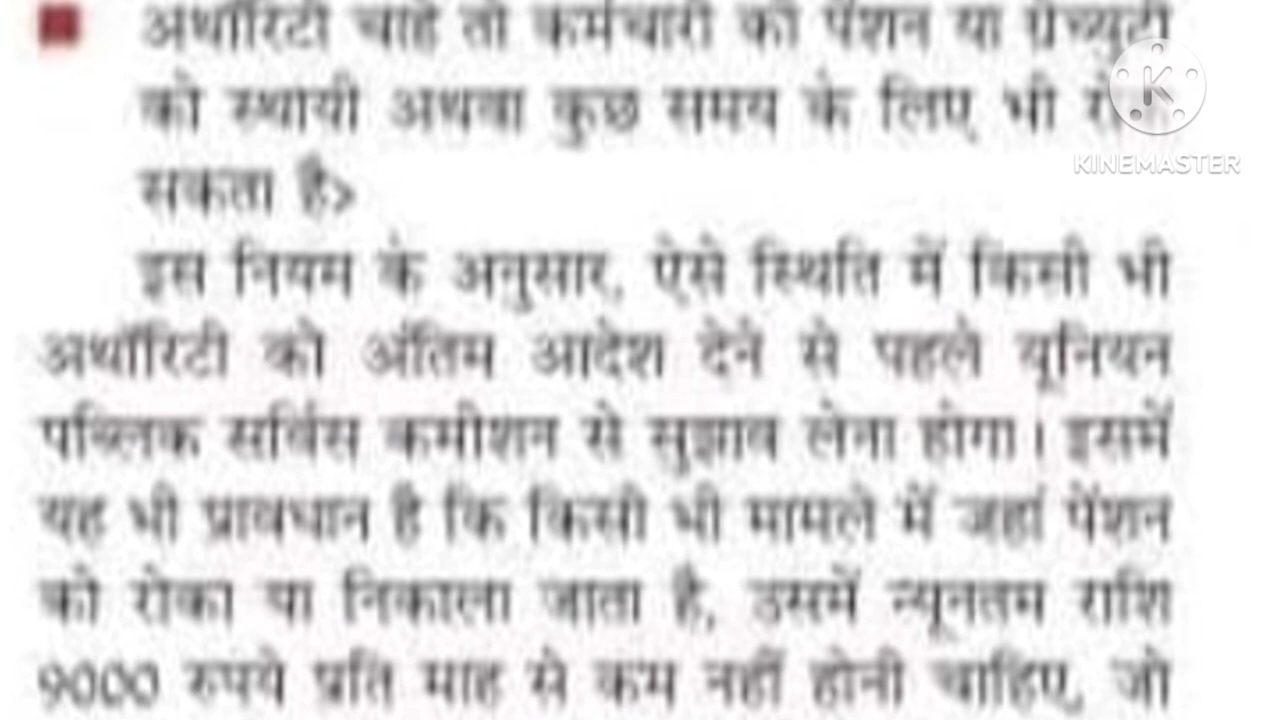 अथॉरिटी चाहे तो कर्मचारी की पेंशन या ग्रेच्युटी
को स्थायी अथवा कुछ समय के लिए भी
सकता है>
इस नियम के अनुसार, ऐसे स्थिति में किसी भी
अथॉरिटी को अंतिम आदेश देने से पहले यूनियन
पब्लिक सर्विस कमीशन से सुझाव लेना होगा। इसमें
यह भी प्रावधान है कि किसी भी मामले में जहां पेंशन
को रोका या निकाला जाता है, उसमें न्यूनतम राशि
9000 रुपये प्रति माह से कम नहीं होनी चाहिए, जो
K
KINEMASTER